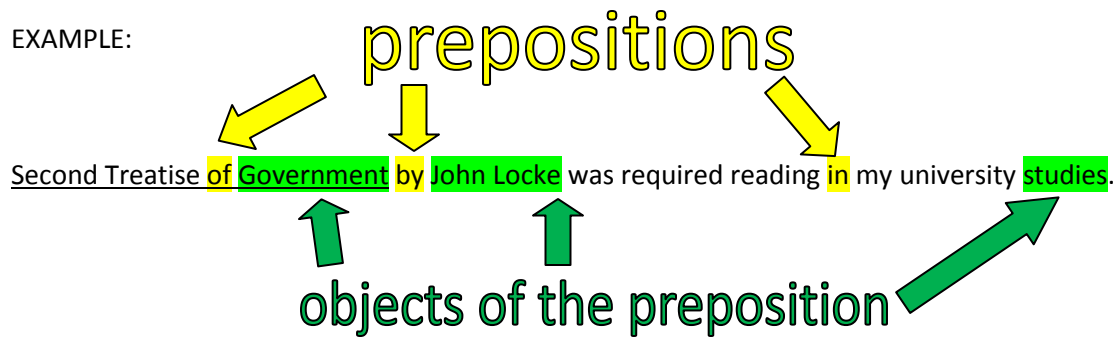 EXAMPLE:
prepositions
Second Treatise of Government by John Locke was required reading in my university studies.
objects of the preposition